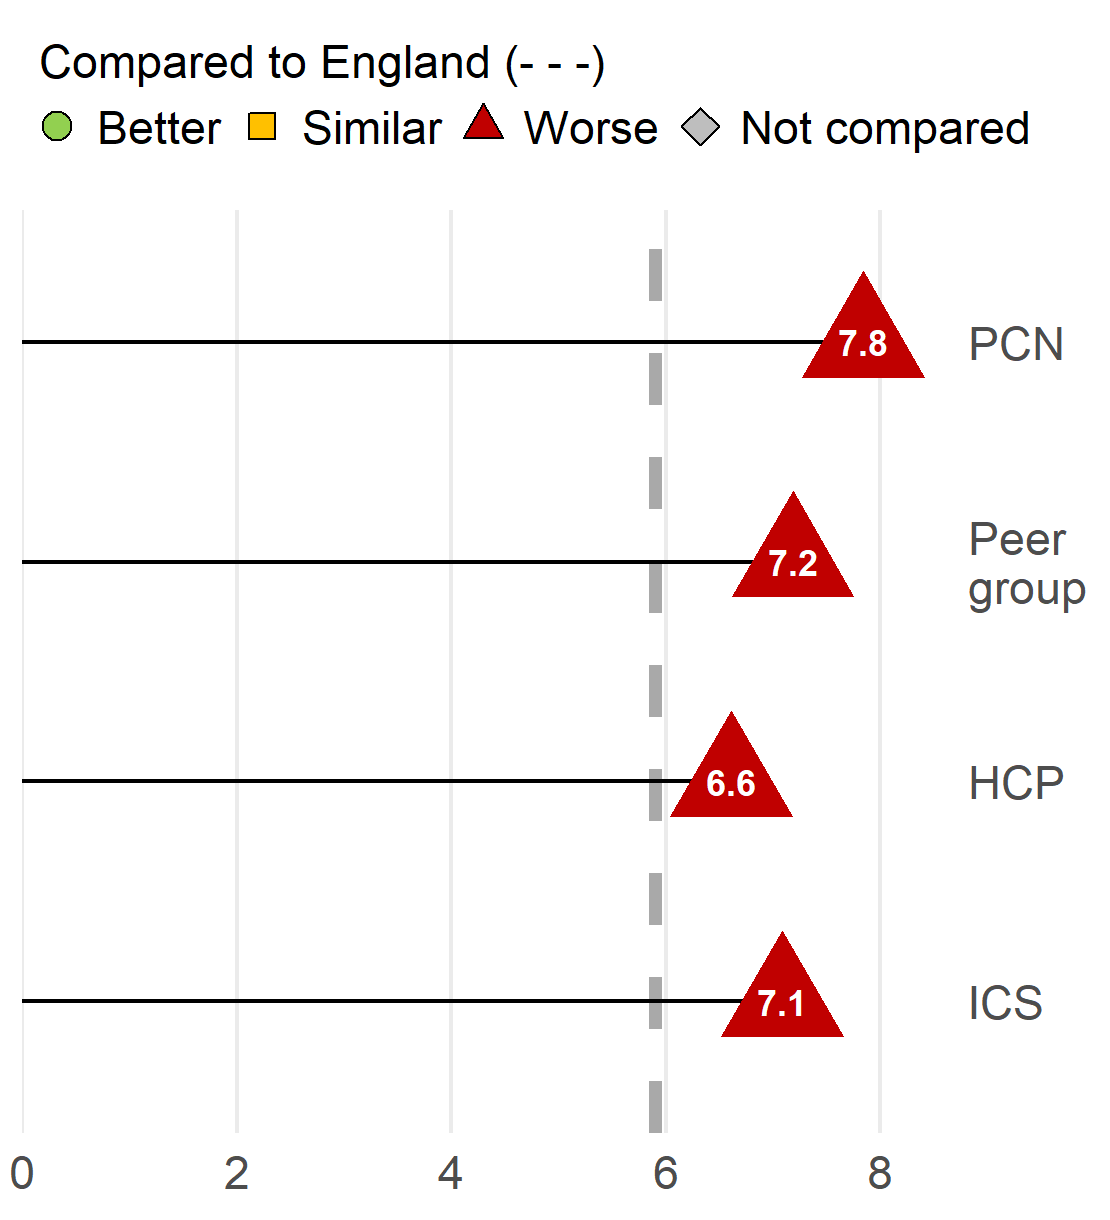 Compared to England (- - -)
Better Similar Worse Not compared
7.8 PCN
7.2 Peer
group
6.6 HCP
7.1 ICS
0 2 4 6 8